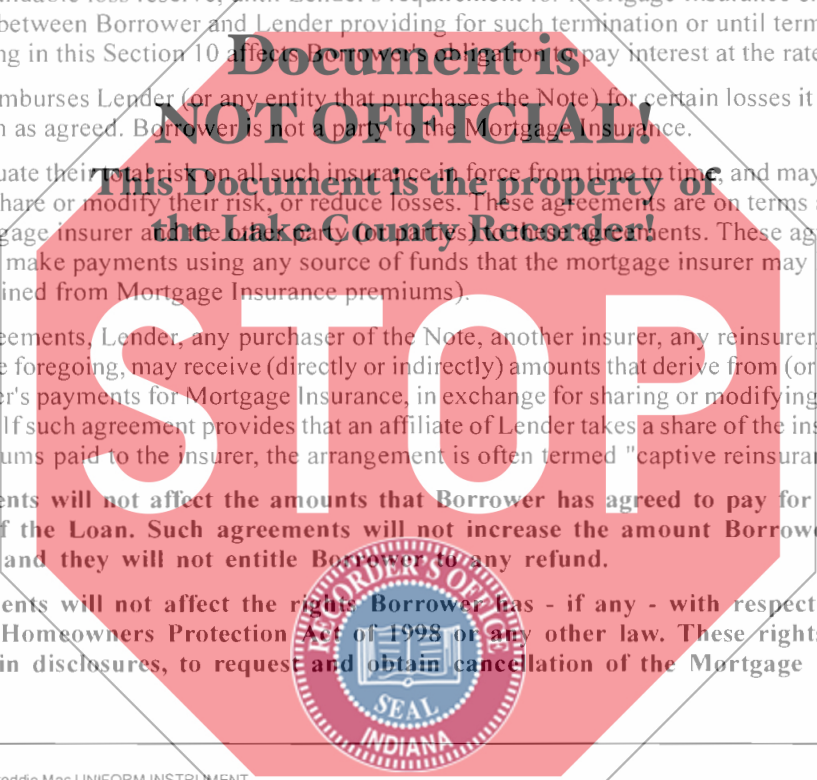 between Borrower and Lender providing for such termination or until
ng in this Section 10 affects Borrower's obligation to pay interest at the rate
Document is
mburses Lender (or any entity that purchases the Note) for certain losses it
NOT OFFICIAL!
n as agreed. Borrower is not a party to the Mortgage Insurance.
uate their total risk on all such insurance in force from time to time, and may
This Document is the property of
hare or modify their risk, or reduce losses. These agreements are on terms
the Lake County Recorder!
gage insurer and the other party (or parties) to these agreements. These
make payments using any source of funds that the mortgage insurer may
ined from Mortgage Insurance premiums).
STOP
eements, Lender, any purchaser of the Note, another insurer, any reinsurer,
e foregoing, may receive (directly or indirectly) amounts that derive from (or
er's payments for Mortgage Insurance, in exchange for sharing or modifying
If such agreement provides that an affiliate of Lender takes a share of the
ums paid to the insurer, the arrangement is often termed "captive
ents will not affect the amounts that Borrower has agreed to pay for
f the Loan. Such agreements will not increase the amount
and they will not entitle Borrower to any refund.
ents will not affect the rights Borrower has - if any - with respect
Homeowners Protection Act of 1998 or any other law. These rights
in disclosures, to request and obtain cancellation of the Mortgage
RECORDER'S OFFICE
SEAL
INDIANA